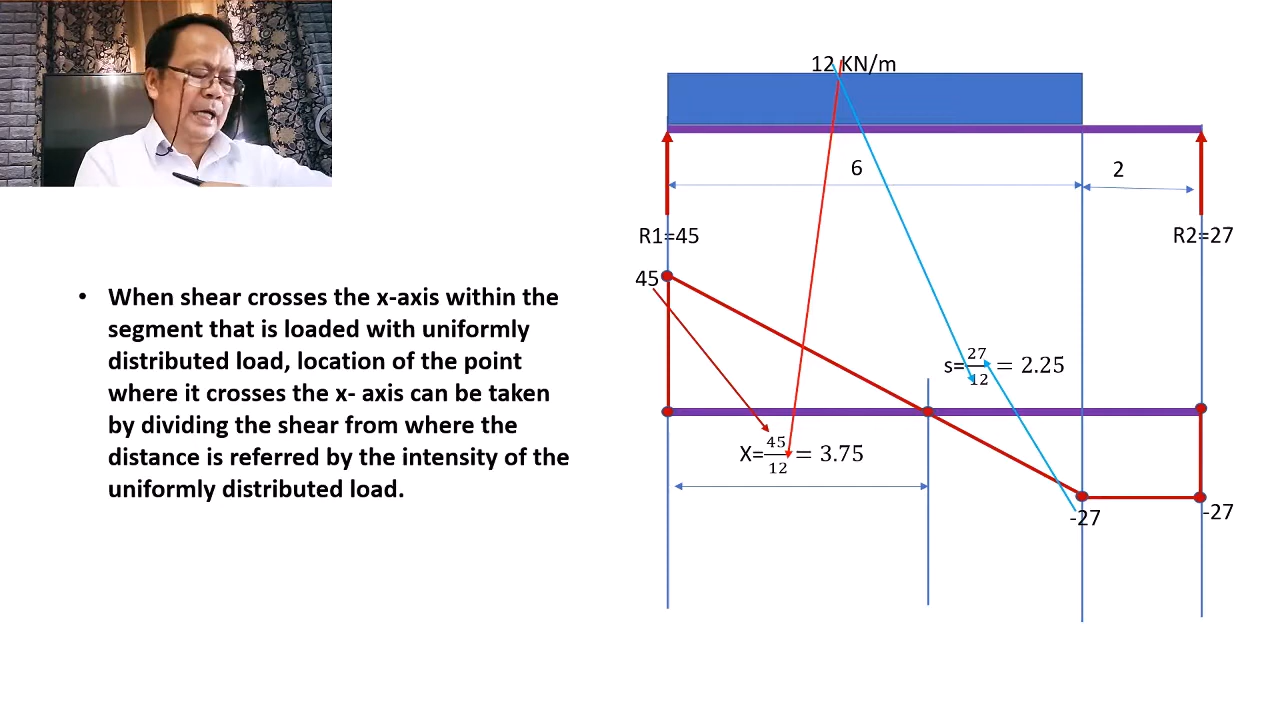 12 KN/m
6
2
R1=45
R2=27
45
• When shear crosses the x-axis within the
segment that is loaded with uniformly
distributed load, location of the point
where it crosses the x- axis can be taken
by dividing the shear from where the
distance is referred by the intensity of the
uniformly distributed load.
s=27/12 = 2.25
X=45/12 = 3.75
-27
-27